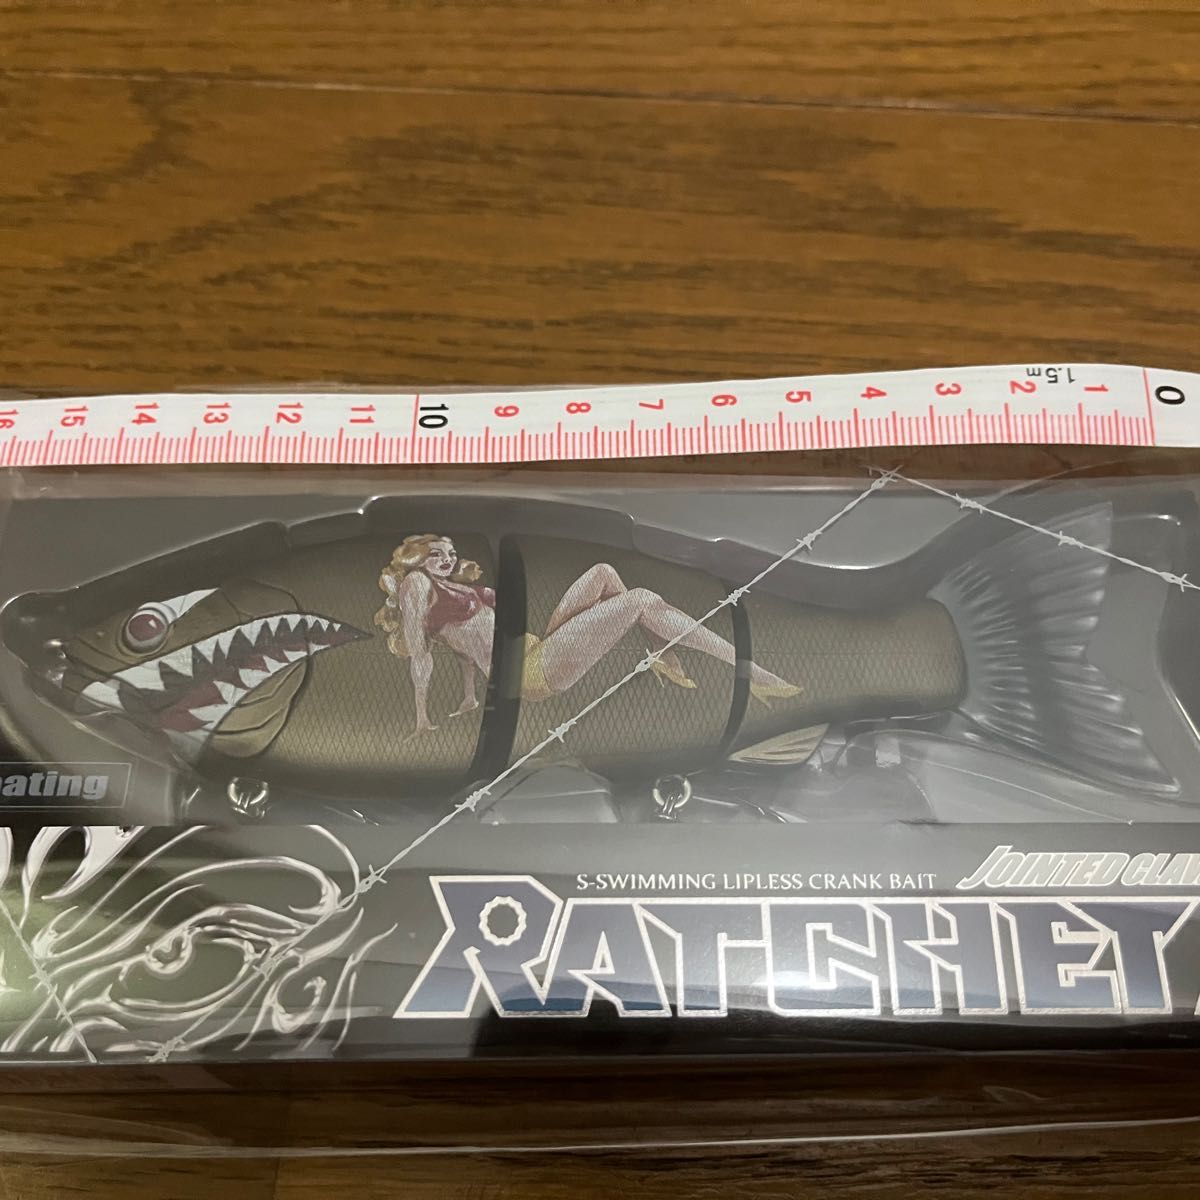 16 15 14 13 12 11 10 9 8 7 6 5 4 3 2 1.5m 1 0
ating
S-SWIMMING LIPLESS CRANK BAIT JOINTED CLAW
RATCHET